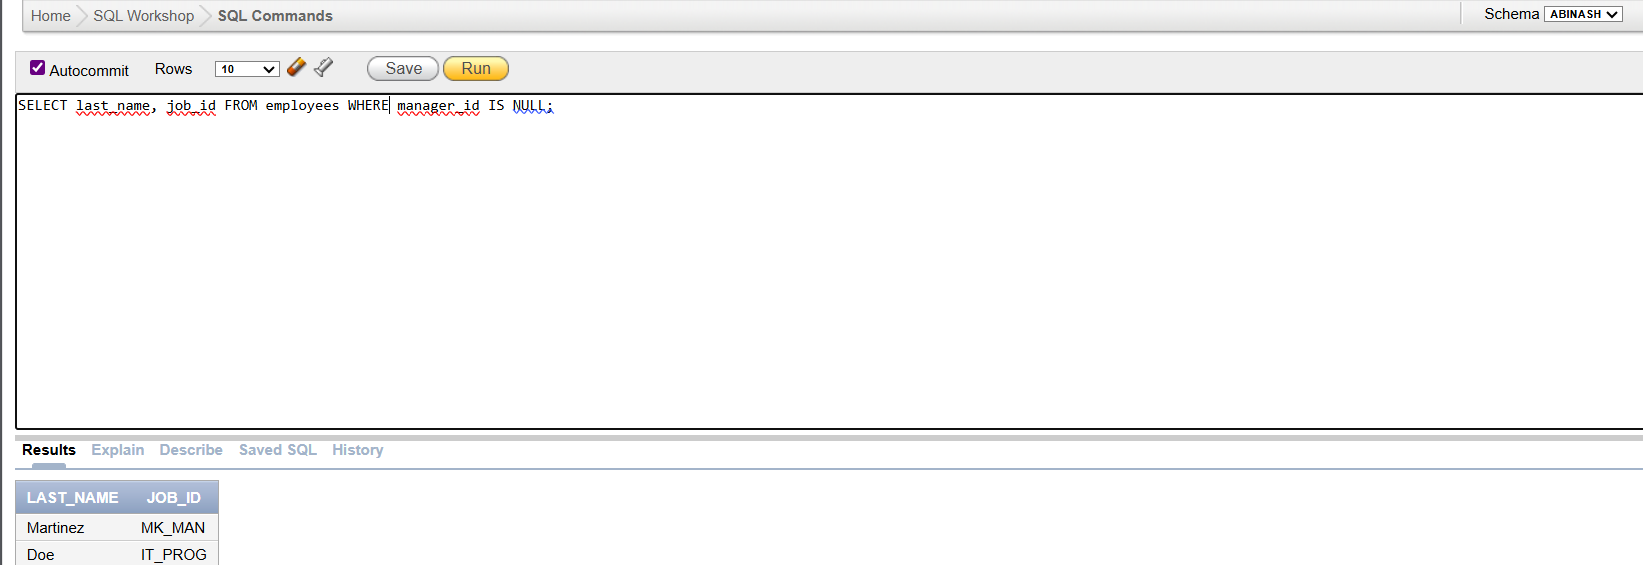 Home SQL Workshop SQL Commands Schema ABINASH
Autocommit Rows 10 Save Run
SELECT last_name, job_id FROM employees WHERE manager_id IS NULL;
Results Explain Describe Saved SQL History
LAST_NAME JOB_ID
Martinez MK_MAN
Doe IT_PROG